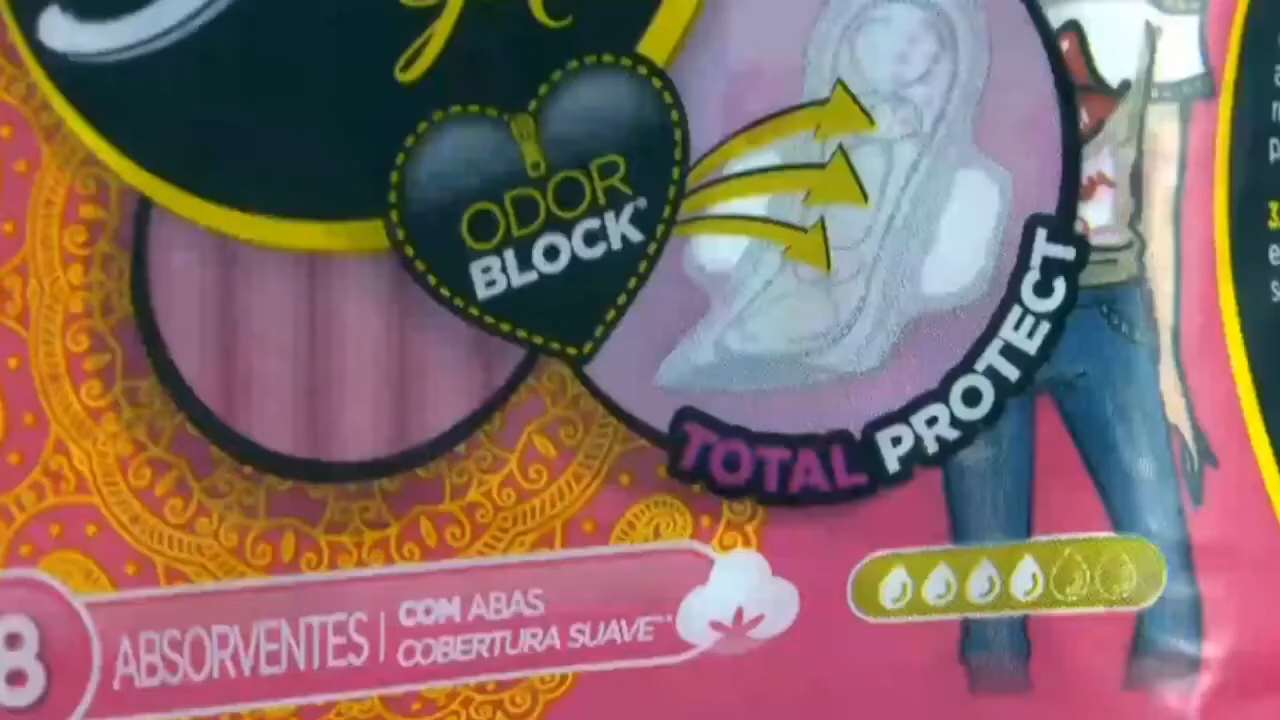 ODOR
BLOCK
TOTAL PROTECT
8
ABSORVENTES
COM ABAS
COBERTURA SUAVE**